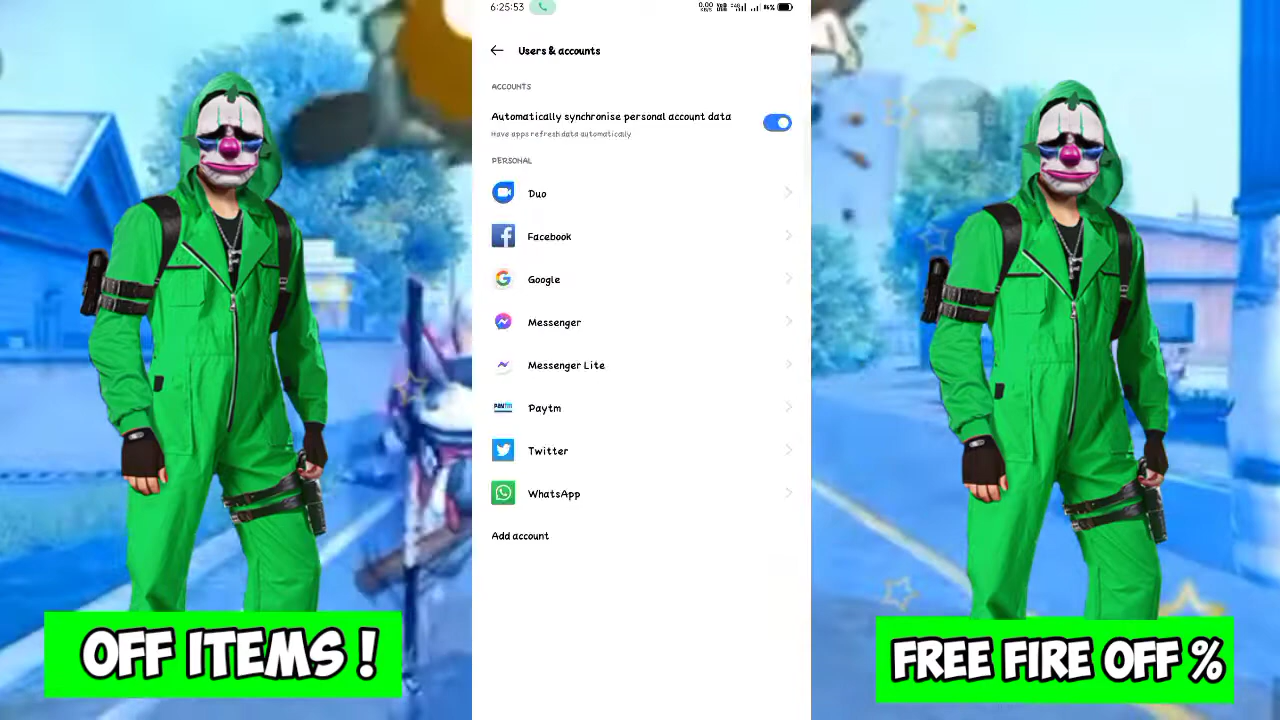 6:25:53
86%
Users & accounts
ACCOUNTS
Automatically synchronise personal account data
Have apps refresh data automatically
PERSONAL
Duo
Facebook
Google
Messenger
Messenger Lite
Paytm
Twitter
WhatsApp
Add account
OFF ITEMS !
FREE FIRE OFF %